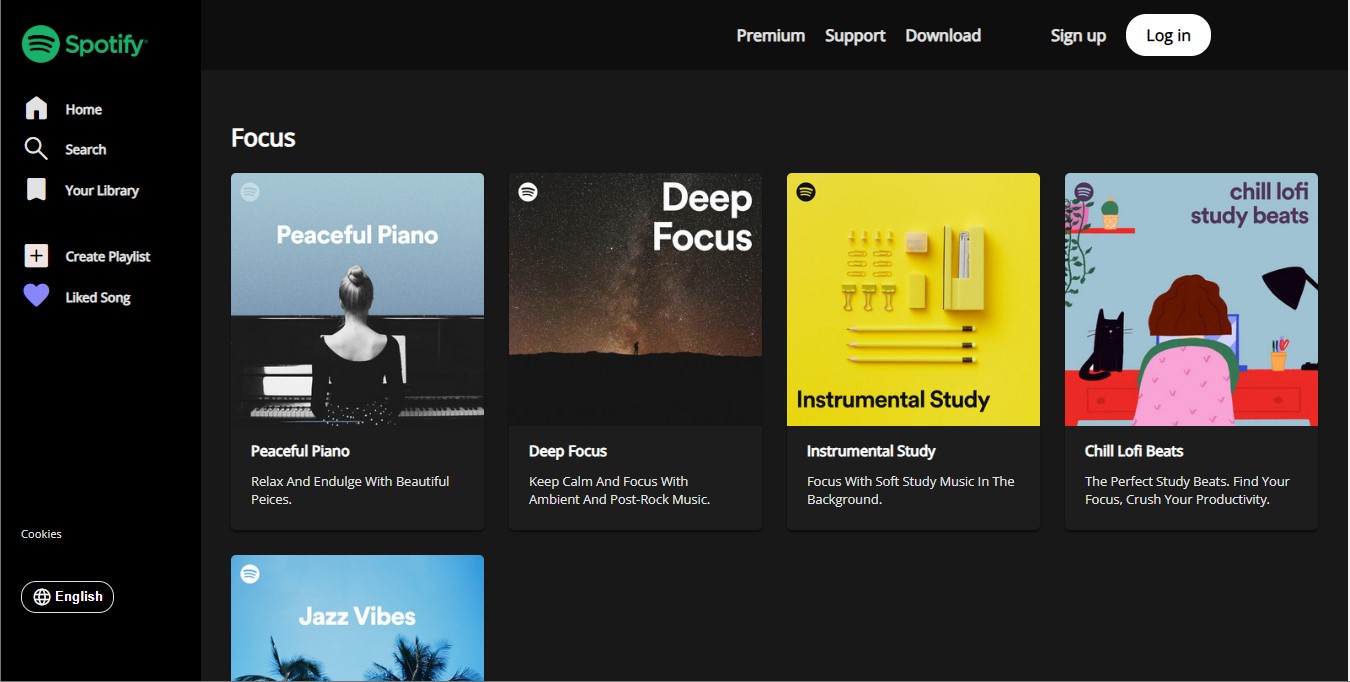 Spotify
Home
Search
Your Library
Create Playlist
Liked Song
Cookies
English
Premium Support Download Sign up Log in
Focus
Peaceful Piano
Peaceful Piano
Relax And Endulge With Beautiful
Peices.
Deep
Focus
Deep Focus
Keep Calm And Focus With
Ambient And Post-Rock Music.
Instrumental Study
Instrumental Study
Focus With Soft Study Music In The
Background.
chill lofi
study beats
Chill Lofi Beats
The Perfect Study Beats. Find Your
Focus, Crush Your Productivity.
Jazz Vibes